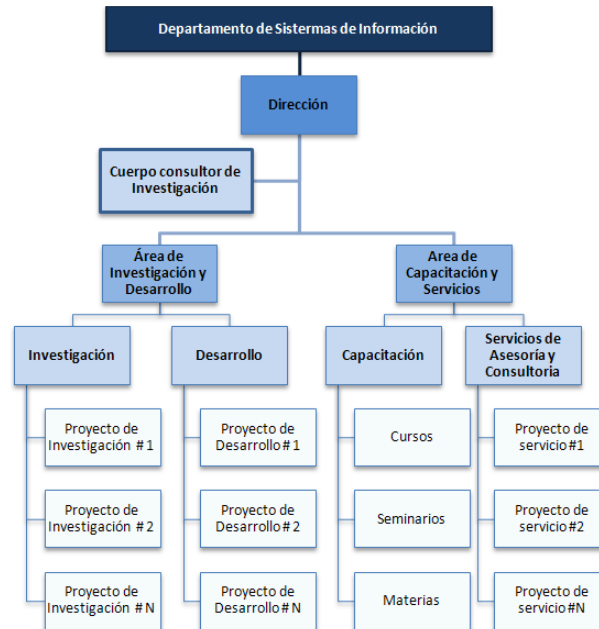 Departamento de Sistermas de Información
Dirección
Cuerpo consultor de
Investigación
Área de
Investigación y
Desarrollo
Area de
Capacitación y
Servicios
Investigación
Desarrollo
Capacitación
Servicios de
Asesoría y
Consultoria
Proyecto de
Investigación # 1
Proyecto de
Desarrollo # 1
Cursos
Proyecto de
servicio #1
Proyecto de
Investigación # 2
Proyecto de
Desarrollo # 2
Seminarios
Proyecto de
servicio #2
Proyecto de
Investigación # N
Proyecto de
Desarrollo # N
Materias
Proyecto de
servicio #N